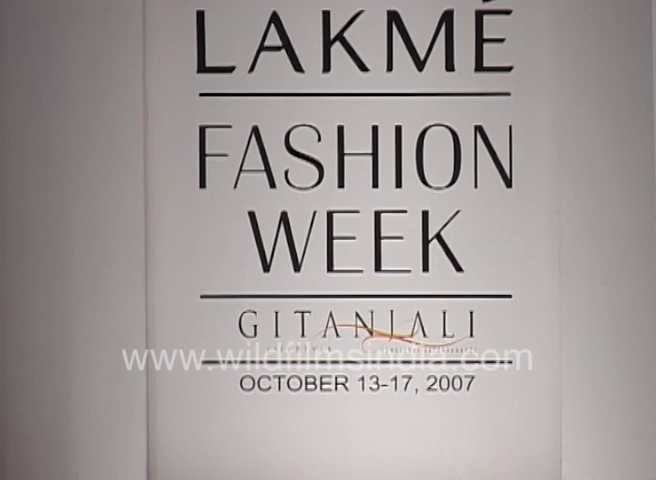 LAKMÉ
FASHION
WEEK
GITANJALI
www.wildfilmsindia.com
OCTOBER 13-17, 2007